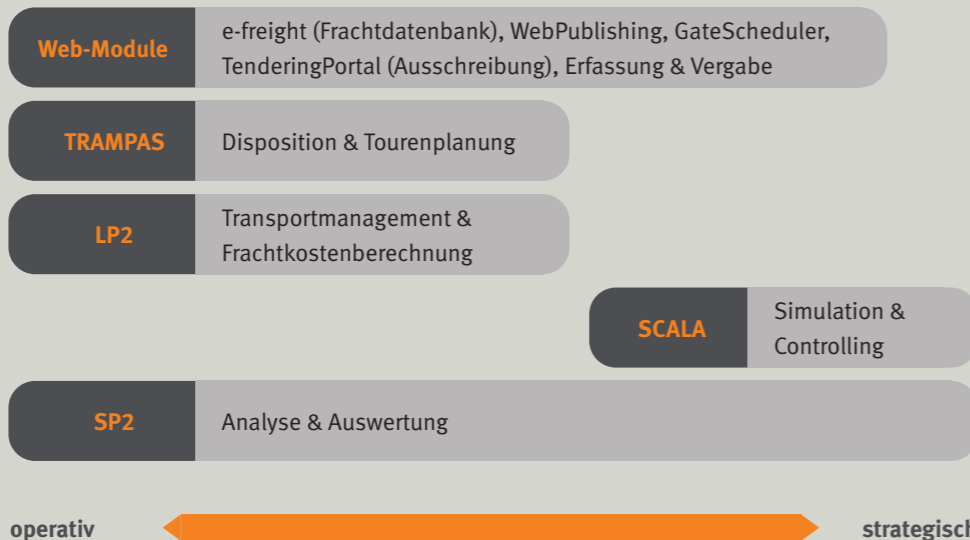 Web-Module
e-freight (Frachtdatenbank), WebPublishing, GateScheduler,
TenderingPortal (Ausschreibung), Erfassung & Vergabe
TRAMPAS
Disposition & Tourenplanung
LP2
Transportmanagement &
Frachtkostenberechnung
SCALA
Simulation &
Controlling
SP2
Analyse & Auswertung
operativ
strategisch